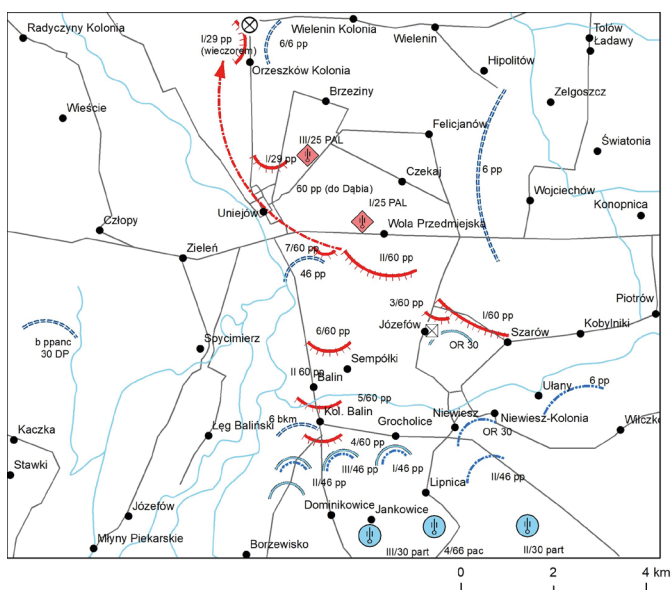 Radyczyny Kolonia
I/29 pp
(wieczorem)
6/6 pp
Wielenin Kolonia
Wielenin
Tolów
Ładawy
Orzeszków Kolonia
Hipolitów
Brzeziny
Zelgoszcz
Wieście
III/25 PAL
Felicjanów
Światonia
I/29 pp
6 pp
Czekaj
60 pp (do Dąbia)
Wojciechów
I/25 PAL
Konopnica
Uniejów
Człopy
Wola Przedmiejska
Zieleń
7/60 pp
II/60 pp
46 pp
3/60 pp
Piotrów
b ppanc
30 DP
Józefów
I/60 pp
6/60 pp
Szarów
Kobylniki
Spycimierz
OR 30
Sempółki
II 60 pp
Balin
Ułany
6 pp
5/60 pp
6 bkm
Kol. Balin
Grocholice
Niewiesz
Niewiesz-Kolonia
Wilczko
Kaczka
Łęg Baliński
4/60 pp
OR 30
Stawki
III/46 pp
I/46 pp
II/46 pp
II/46 pp
Lipnica
Józefów
Dominikowice
Jankowice
Młyny Piekarskie
Borzewisko
III/30 part
4/66 pac
II/30 part
0
2
4 km